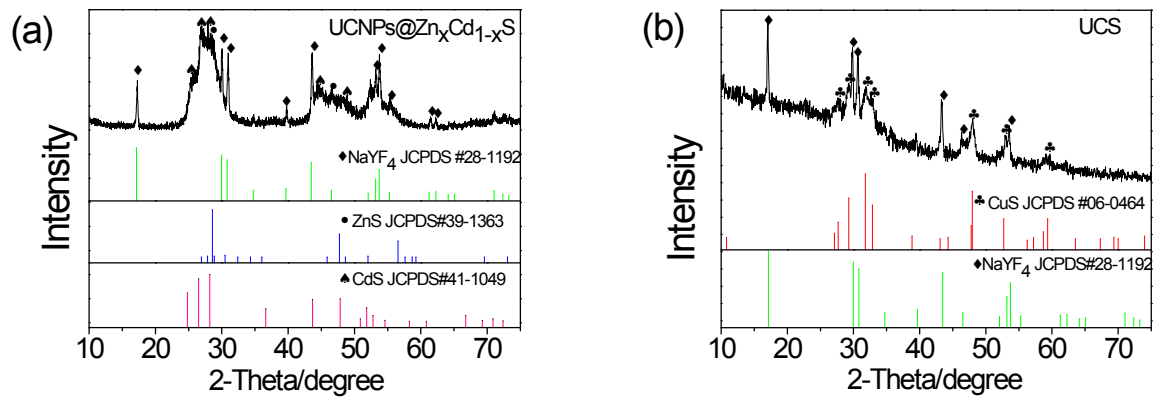 (a)
UCNPs@ZnxCd1-xS
♦NaYF4 JCPDS #28-1192
● ZnS JCPDS#39-1363
♠CdS JCPDS#41-1049
Intensity
10 20 30 40 50 60 70
2-Theta/degree
(b)
UCS
♣ CuS JCPDS #06-0464
♦NaYF4 JCPDS#28-1192
Intensity
10 20 30 40 50 60 70
2-Theta/degree